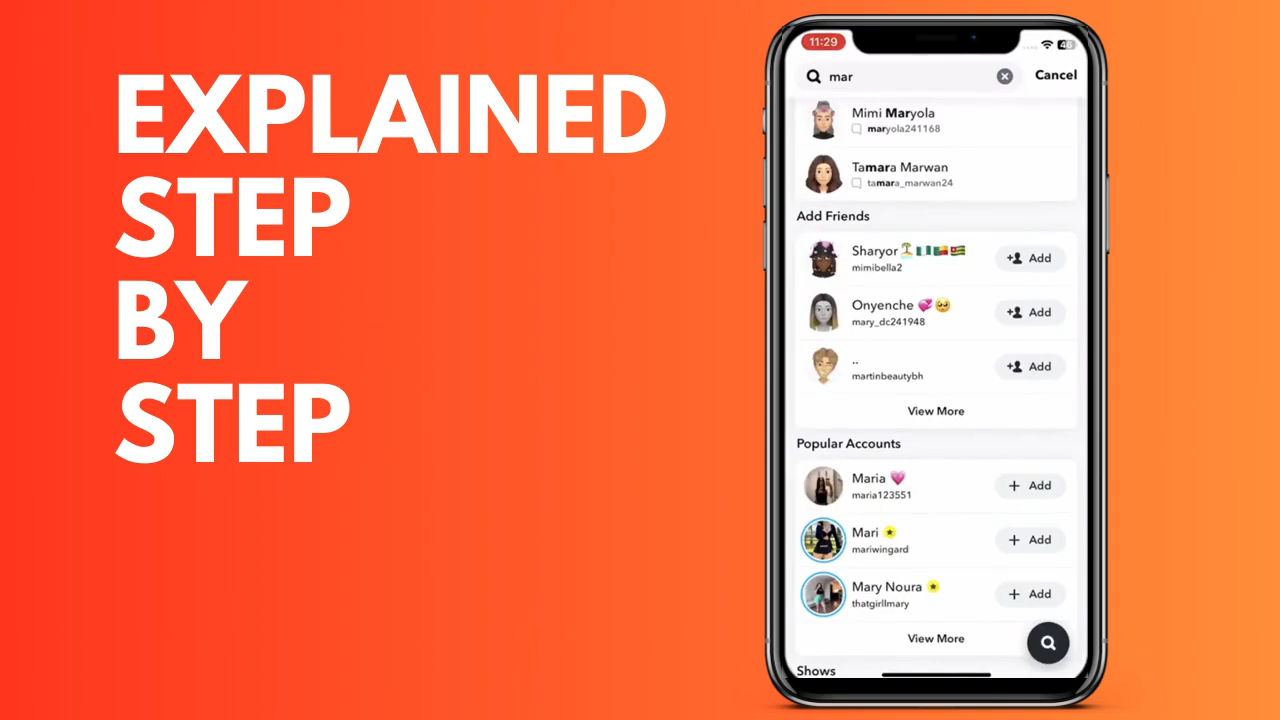 EXPLAINED
STEP
BY
STEP
11:29
46
mar
Cancel
Mimi Maryola
maryola241168
Tamara Marwan
tamara_marwan24
Add Friends
Sharyor🏝️🇳🇬🇧🇯🇹🇬
mimibella2
Add
Onyenche 💞🥺
mary_dc241948
Add
..
martinbeautybh
Add
View More
Popular Accounts
Maria 💗
maria123551
+ Add
Mari
mariwingard
+ Add
Mary Noura
thatgirllmary
+ Add
View More
Shows